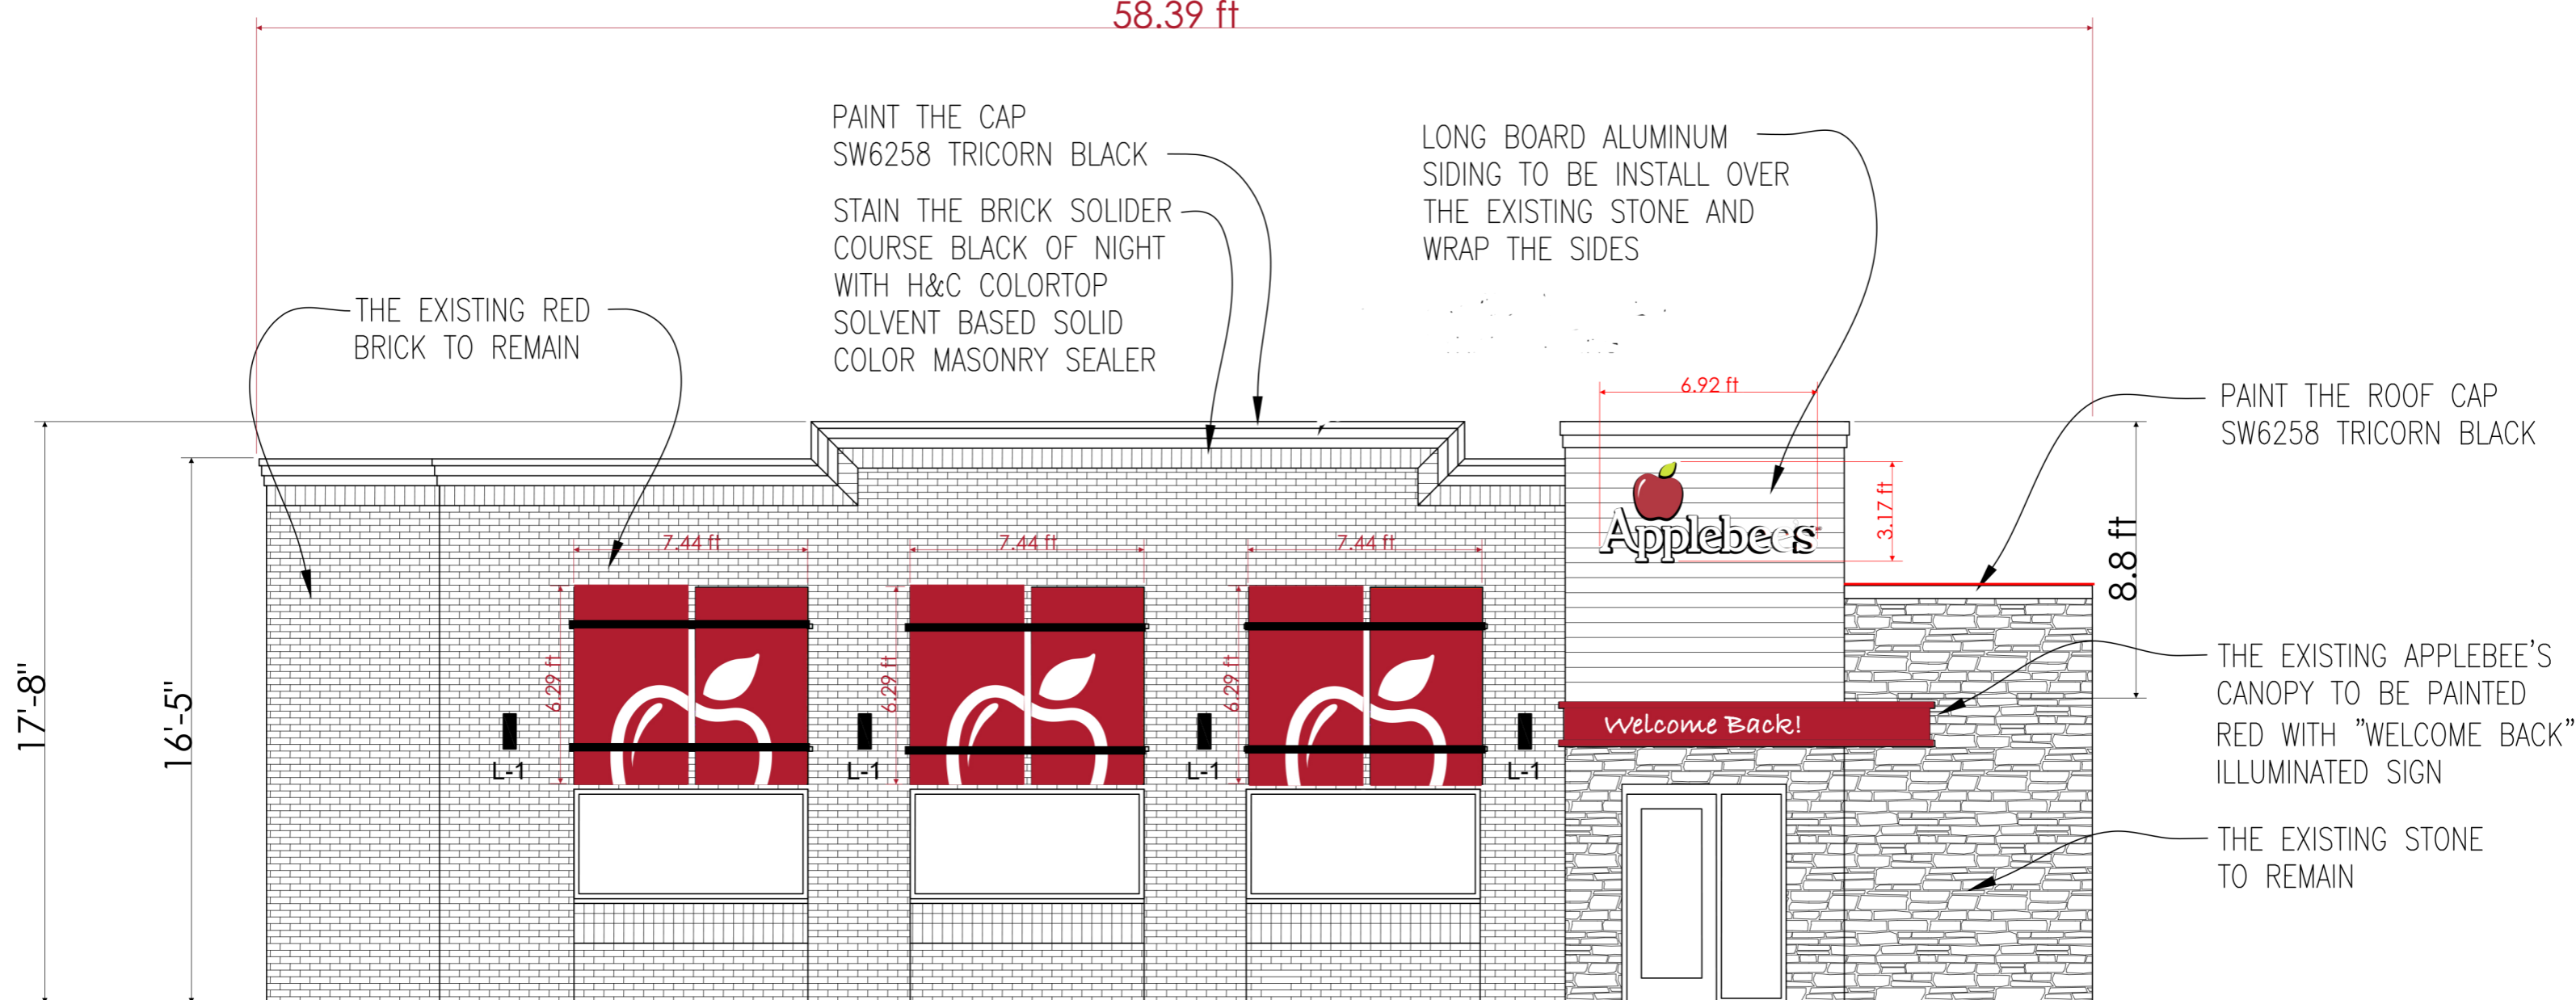 58.39 ft
PAINT THE CAP
SW6258 TRICORN BLACK
STAIN THE BRICK SOLIDER
COURSE BLACK OF NIGHT
WITH H&C COLORTOP
SOLVENT BASED SOLID
COLOR MASONRY SEALER
LONG BOARD ALUMINUM
SIDING TO BE INSTALL OVER
THE EXISTING STONE AND
WRAP THE SIDES
THE EXISTING RED
BRICK TO REMAIN
6.92 ft
PAINT THE ROOF CAP
SW6258 TRICORN BLACK
17'-8"
16'-5"
7.44 ft
7.44 ft
7.44 ft
Applebee's
3.17 ft
8.8 ft
6.29 ft
6.29 ft
6.29 ft
L-1
L-1
L-1
L-1
Welcome Back!
THE EXISTING APPLEBEE'S
CANOPY TO BE PAINTED
RED WITH "WELCOME BACK"
ILLUMINATED SIGN
THE EXISTING STONE
TO REMAIN